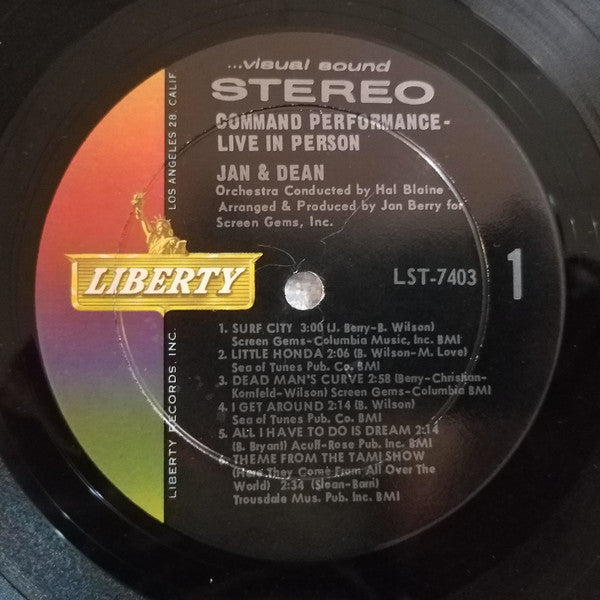 ...visual sound
STEREO
COMMAND PERFORMANCE-
LIVE IN PERSON
JAN & DEAN
Orchestra Conducted by Hal Blaine
Arranged & Produced by Jan Berry for
Screen Gems, Inc.
LIBERTY
LST-7403
1
1. SURF CITY 3:00 (J. Berry-B. Wilson)
Screen Gems-Columbia Music, Inc. BMI
2. LITTLE HONDA 2:06 (B. Wilson-M. Love)
Sea of Tunes Pub. Co. BMI
3. DEAD MAN'S CURVE 2:58 (Berry-Christian-
Kornfeld-Wilson) Screen Gems-Columbia BMI
4. I GET AROUND 2:14 (B. Wilson)
Sea of Tunes Pub. Co. BMI
5. ALL I HAVE TO DO IS DREAM 2:14
(B. Bryant) Acuff-Rose Pub. Inc. BMI
6. THEME FROM THE TAMI SHOW
(Here They Come From All Over The
World) 2:34 (Sloan-Barri)
Trousdale Mus. Pub. Inc. BMI
LIBERTY RECORDS, INC.
LOS ANGELES 28, CALIF